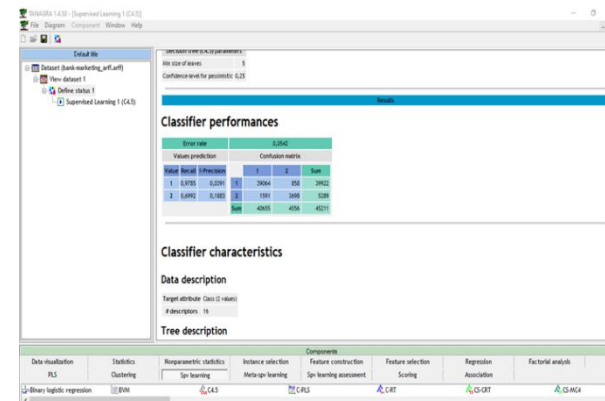 TANAGRA 1.4.50 - [Supervised Learning 1 (C4.5)]
File Diagram Component Window Help
Default title
Dataset (bank-marketing_arff.arff)
View dataset 1
Define status 1
Supervised Learning 1 (C4.5)
Decision tree (C4.5) parameters
Min size of leaves 5
Confidence-level for pessimistic 0,25
Results
Classifier performances
Error rate 0,0542
Values prediction Confusion matrix
Value Recall 1-Precision 1 2 Sum
1 0,9785 0,0391 1 39064 858 39922
2 0,6992 0,1883 2 1591 3698 5289
Sum 40655 4556 45211
Classifier characteristics
Data description
Target attribute Class (2 values)
# descriptors 16
Tree description
Components
Data visualization Statistics Nonparametric statistics Instance selection Feature construction Feature selection Regression Factorial analysis
PLS Clustering Spv learning Meta-spv learning Spv learning assessment Scoring Association
Binary logistic regression BVM C4.5 C-PLS C-RT CS-CRT CS-MC4